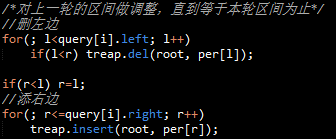 /*对上一轮的区间做调整，直到等于本轮区间为止*/
//删左边
for(; l<query[i].left; l++)
    if(l<r) treap.del(root, per[l]);

if(r<l) r=l;
//添右边
for(; r<=query[i].right; r++)
    treap.insert(root, per[r]);